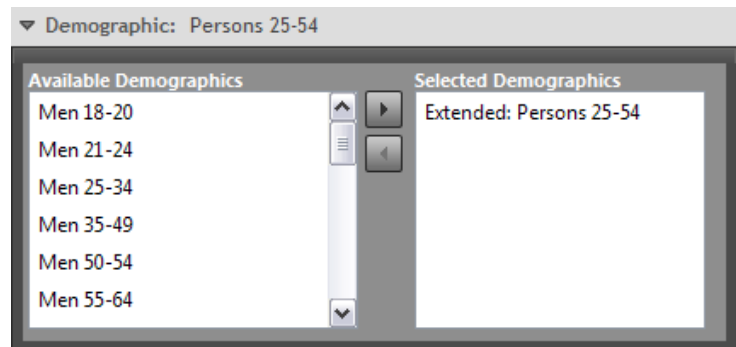 Demographic: Persons 25-54
Available Demographics
Men 18-20
Men 21-24
Men 25-34
Men 35-49
Men 50-54
Men 55-64
Selected Demographics
Extended: Persons 25-54